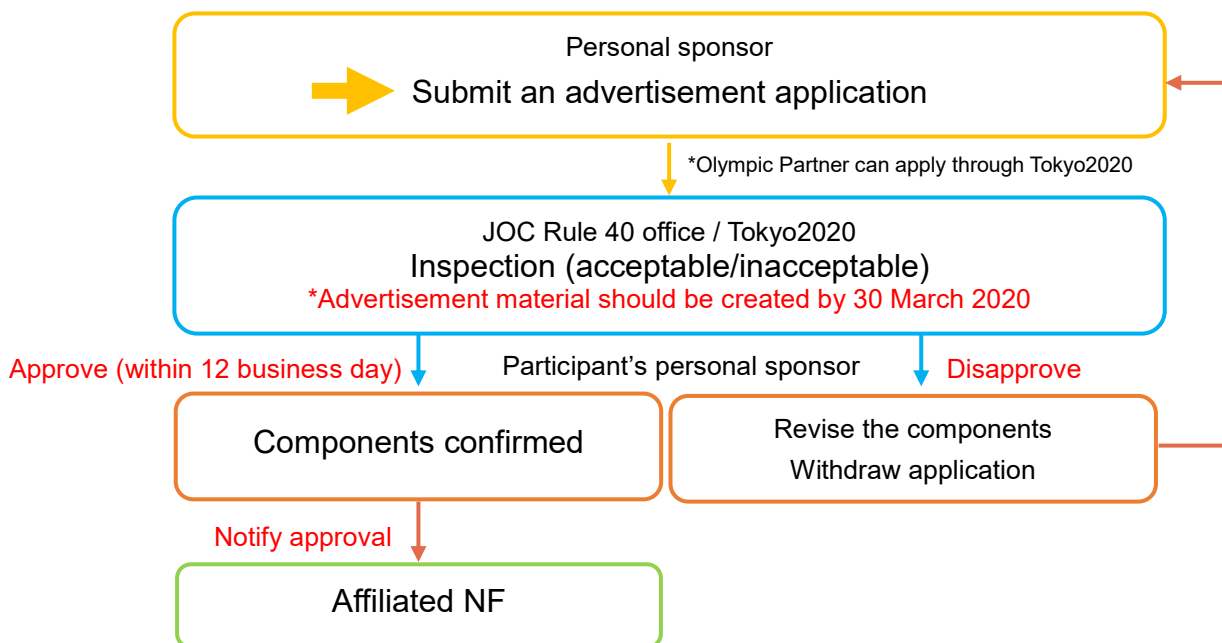 Personal sponsor
Submit an advertisement application
*Olympic Partner can apply through Tokyo2020
JOC Rule 40 office / Tokyo2020
Inspection (acceptable/inacceptable)
*Advertisement material should be created by 30 March 2020
Approve (within 12 business day)
Participant’s personal sponsor
Disapprove
Components confirmed
Revise the components
Withdraw application
Notify approval
Affiliated NF